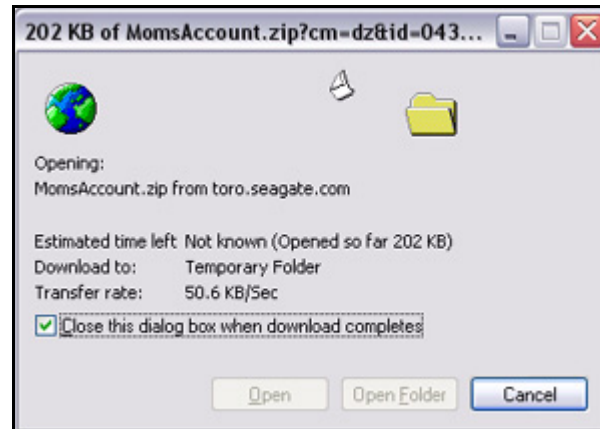 202 KB of MomsAccount.zip?cm=dz&id=043...
Opening:
MomsAccount.zip from toro.seagate.com
Estimated time left Not known (Opened so far 202 KB)
Download to: Temporary Folder
Transfer rate: 50.6 KB/Sec
Close this dialog box when download completes
Open Open Folder Cancel